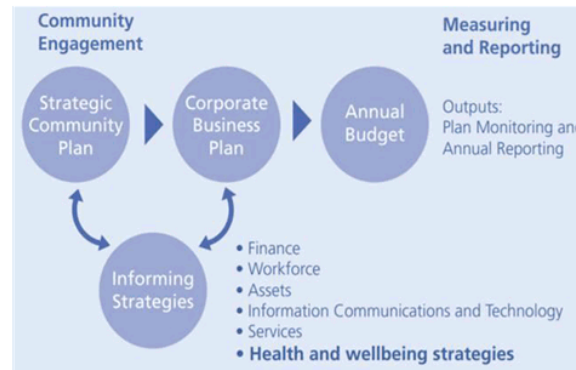 Community
Engagement
Measuring
and Reporting
Strategic
Community
Plan
Corporate
Business
Plan
Annual
Budget
Outputs:
Plan Monitoring and
Annual Reporting
Informing
Strategies
• Finance
• Workforce
• Assets
• Information Communications and Technology
• Services
• Health and wellbeing strategies